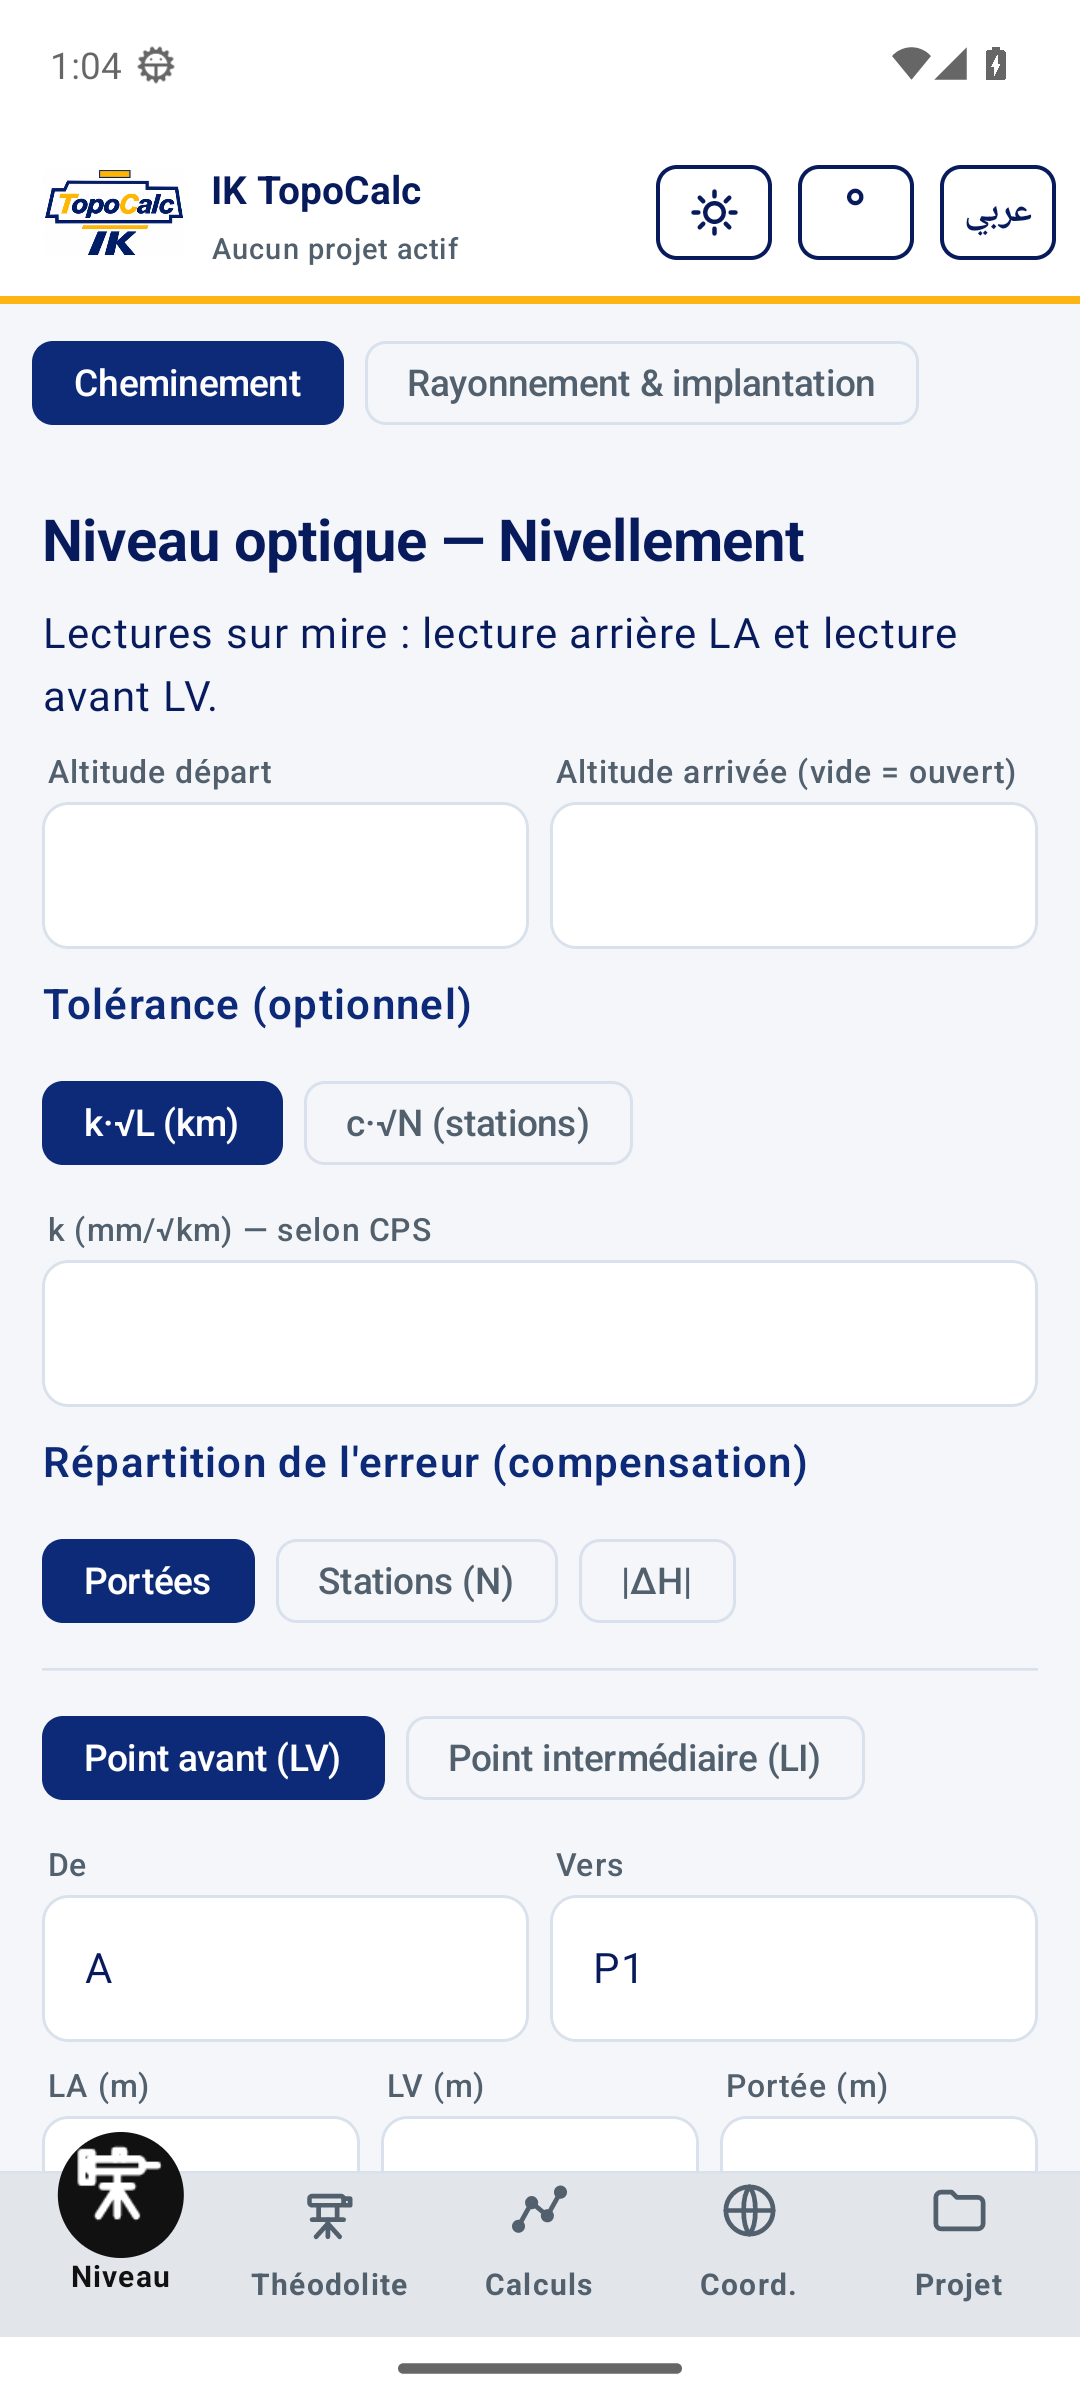 1:04
TopoCalc
IK
IK TopoCalc
Aucun projet actif
°
عربي
Cheminement
Rayonnement & implantation
Niveau optique — Nivellement
Lectures sur mire : lecture arrière LA et lecture
avant LV.
Altitude départ
Altitude arrivée (vide = ouvert)
Tolérance (optionnel)
k·√L (km)
c·√N (stations)
k (mm/√km) — selon CPS
Répartition de l'erreur (compensation)
Portées
Stations (N)
|ΔH|
Point avant (LV)
Point intermédiaire (LI)
De
Vers
A
P1
LA (m)
LV (m)
Portée (m)
Niveau
Théodolite
Calculs
Coord.
Projet